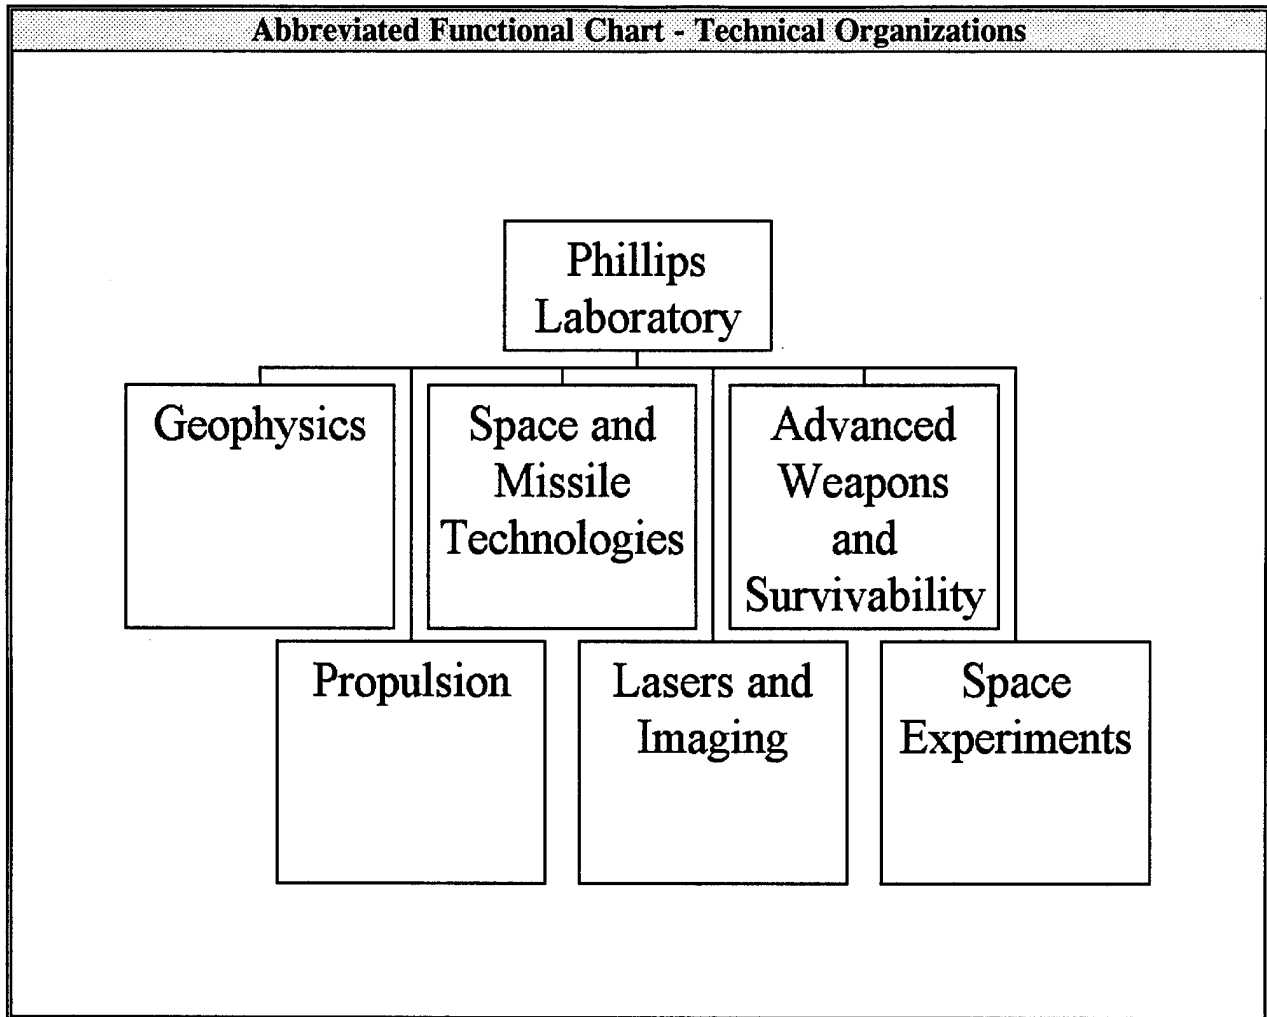 Abbreviated Functional Chart - Technical Organizations
Phillips
Laboratory
Geophysics
Space and
Missile
Technologies
Advanced
Weapons
and
Survivability
Propulsion
Lasers and
Imaging
Space
Experiments